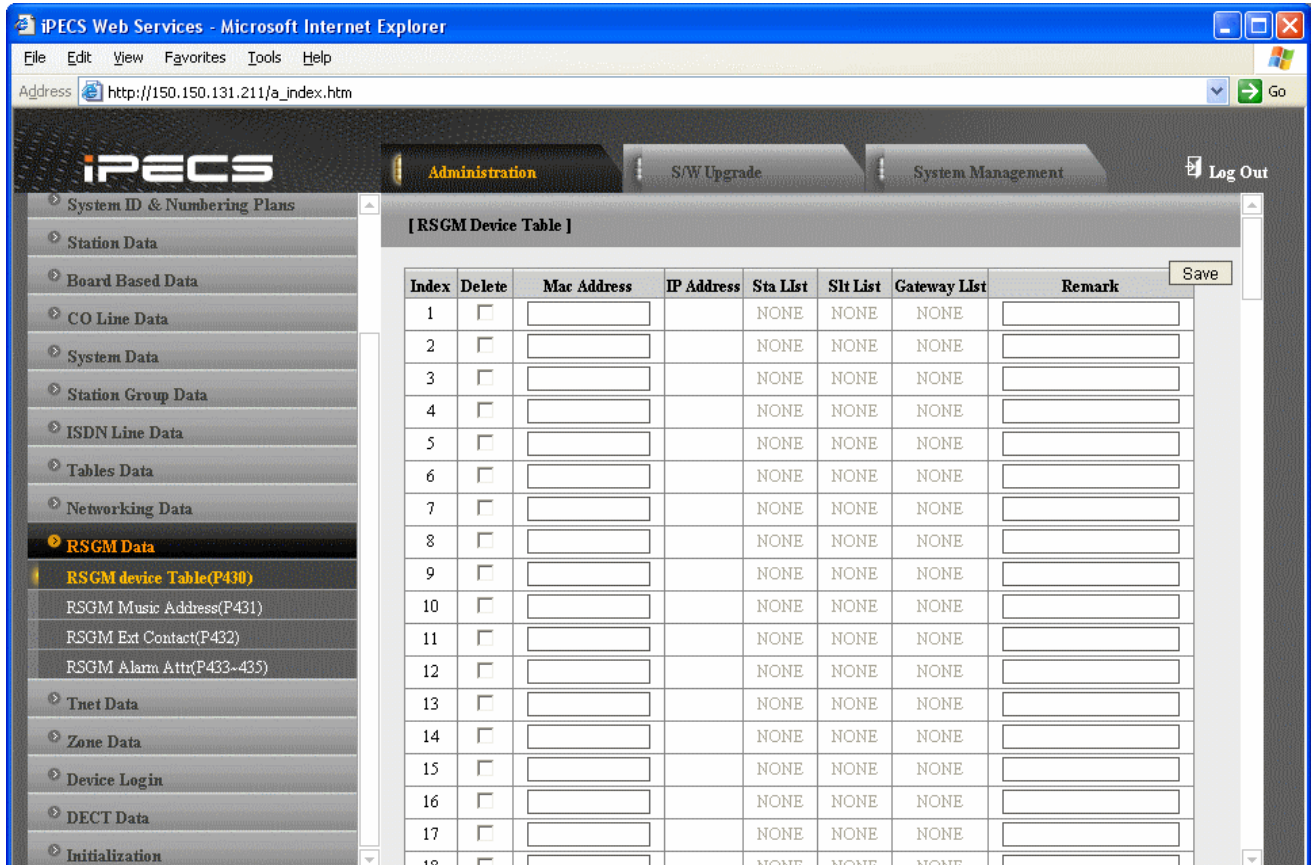 iPECS Web Services - Microsoft Internet Explorer
File Edit View Favorites Tools Help
Address http://150.150.131.211/a_index.htm Go
iPECS
Administration S/W Upgrade System Management Log Out
System ID & Numbering Plans
Station Data
Board Based Data
CO Line Data
System Data
Station Group Data
ISDN Line Data
Tables Data
Networking Data
RSGM Data
RSGM device Table(P430)
RSGM Music Address(P431)
RSGM Ext Contact(P432)
RSGM Alarm Attr(P433~435)
Tnet Data
Zone Data
Device Login
DECT Data
Initialization
[ RSGM Device Table ]
Save
Index Delete Mac Address IP Address Sta LIst Slt List Gateway LIst Remark
1 NONE NONE NONE
2 NONE NONE NONE
3 NONE NONE NONE
4 NONE NONE NONE
5 NONE NONE NONE
6 NONE NONE NONE
7 NONE NONE NONE
8 NONE NONE NONE
9 NONE NONE NONE
10 NONE NONE NONE
11 NONE NONE NONE
12 NONE NONE NONE
13 NONE NONE NONE
14 NONE NONE NONE
15 NONE NONE NONE
16 NONE NONE NONE
17 NONE NONE NONE
18 NONE NONE NONE